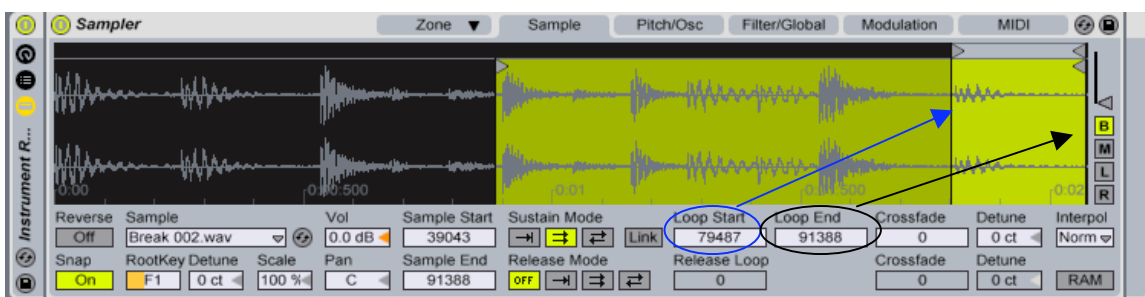 Sampler Zone ▼ Sample Pitch/Osc Filter/Global Modulation MIDI
Instrument R...
B
M
L
R
0:00 0:00:500 0:01 0:02
Reverse Sample Vol Sample Start Sustain Mode Loop Start Loop End Crossfade Detune Interpol
Off Break 002.wav 0.0 dB 39043 Link 79487 91388 0 0 ct Norm
Snap RootKey Detune Scale Pan Sample End Release Mode Release Loop Crossfade Detune
On F1 0 ct 100 % C 91388 OFF 0 0 0 ct RAM